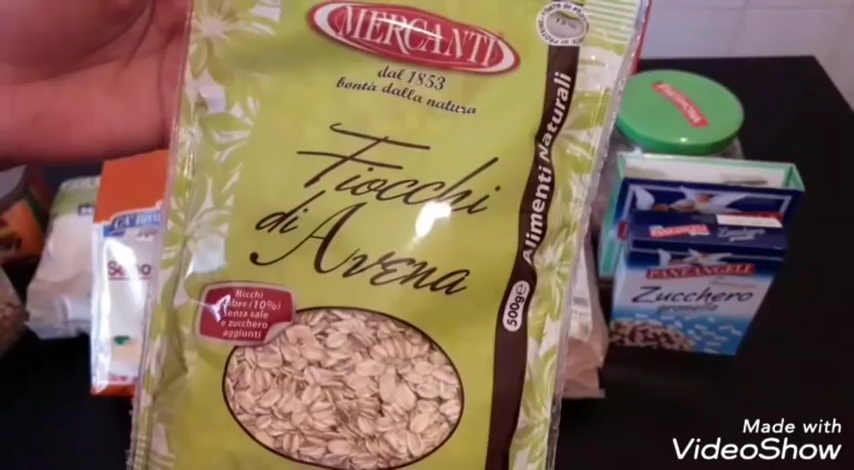 MERCANTI
dal 1853
bontà dalla natura
Fiocchi
di Avena
Alimenti Naturali
500g e
Ricchi
fibre (10%)
senza sale
e zucchero
aggiunti
PANEANGELI
Zucchero
granella
Made with
VideoShow